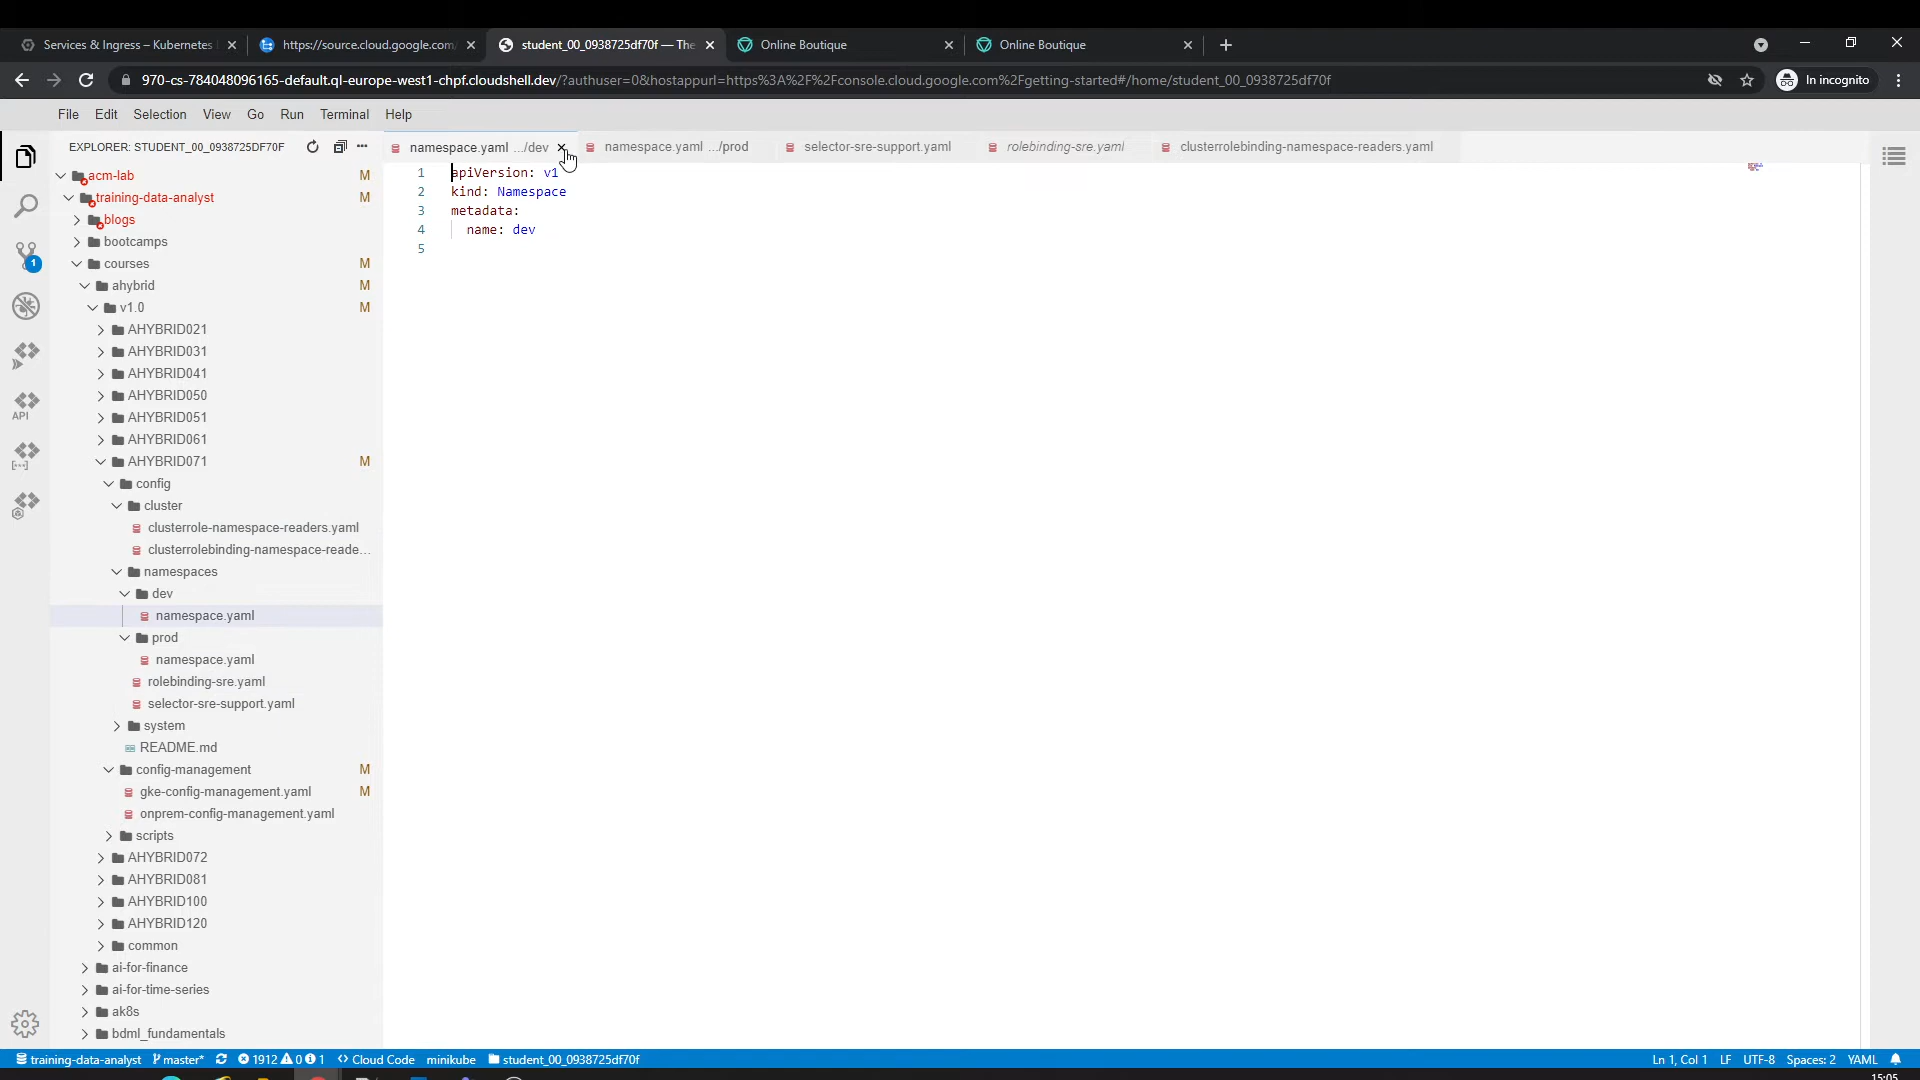 Services & Ingress – Kubernetes
https://source.cloud.google.com/
student_00_0938725df70f — The
Online Boutique
Online Boutique
970-cs-784048096165-default.ql-europe-west1-chpf.cloudshell.dev/?authuser=0&hostappurl=https%3A%2F%2Fconsole.cloud.google.com%2Fgetting-started#/home/student_00_0938725df70f
In incognito
File Edit Selection View Go Run Terminal Help
EXPLORER: STUDENT_00_0938725DF70F
namespace.yaml .../dev
namespace.yaml .../prod
selector-sre-support.yaml
rolebinding-sre.yaml
clusterrolebinding-namespace-readers.yaml
acm-lab M
training-data-analyst M
blogs
bootcamps
courses M
ahybrid M
v1.0 M
AHYBRID021
AHYBRID031
AHYBRID041
AHYBRID050
AHYBRID051
AHYBRID061
AHYBRID071 M
config
cluster
clusterrole-namespace-readers.yaml
clusterrolebinding-namespace-reade...
namespaces
dev
namespace.yaml
prod
namespace.yaml
rolebinding-sre.yaml
selector-sre-support.yaml
system
README.md
config-management M
gke-config-management.yaml M
onprem-config-management.yaml
scripts
AHYBRID072
AHYBRID081
AHYBRID100
AHYBRID120
common
ai-for-finance
ai-for-time-series
ak8s
bdml_fundamentals
1
API
1 apiVersion: v1
2 kind: Namespace
3 metadata:
4 name: dev
5
training-data-analyst master* 1912 0 1 Cloud Code minikube student_00_0938725df70f
Ln 1, Col 1 LF UTF-8 Spaces: 2 YAML
15:05